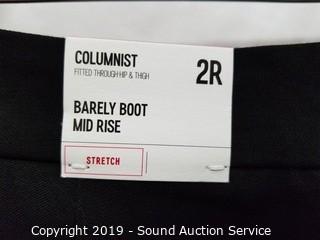 COLUMNIST
FITTED THROUGH HIP & THIGH
2R
BARELY BOOT
MID RISE
STRETCH
Copyright 2019 - Sound Auction Service